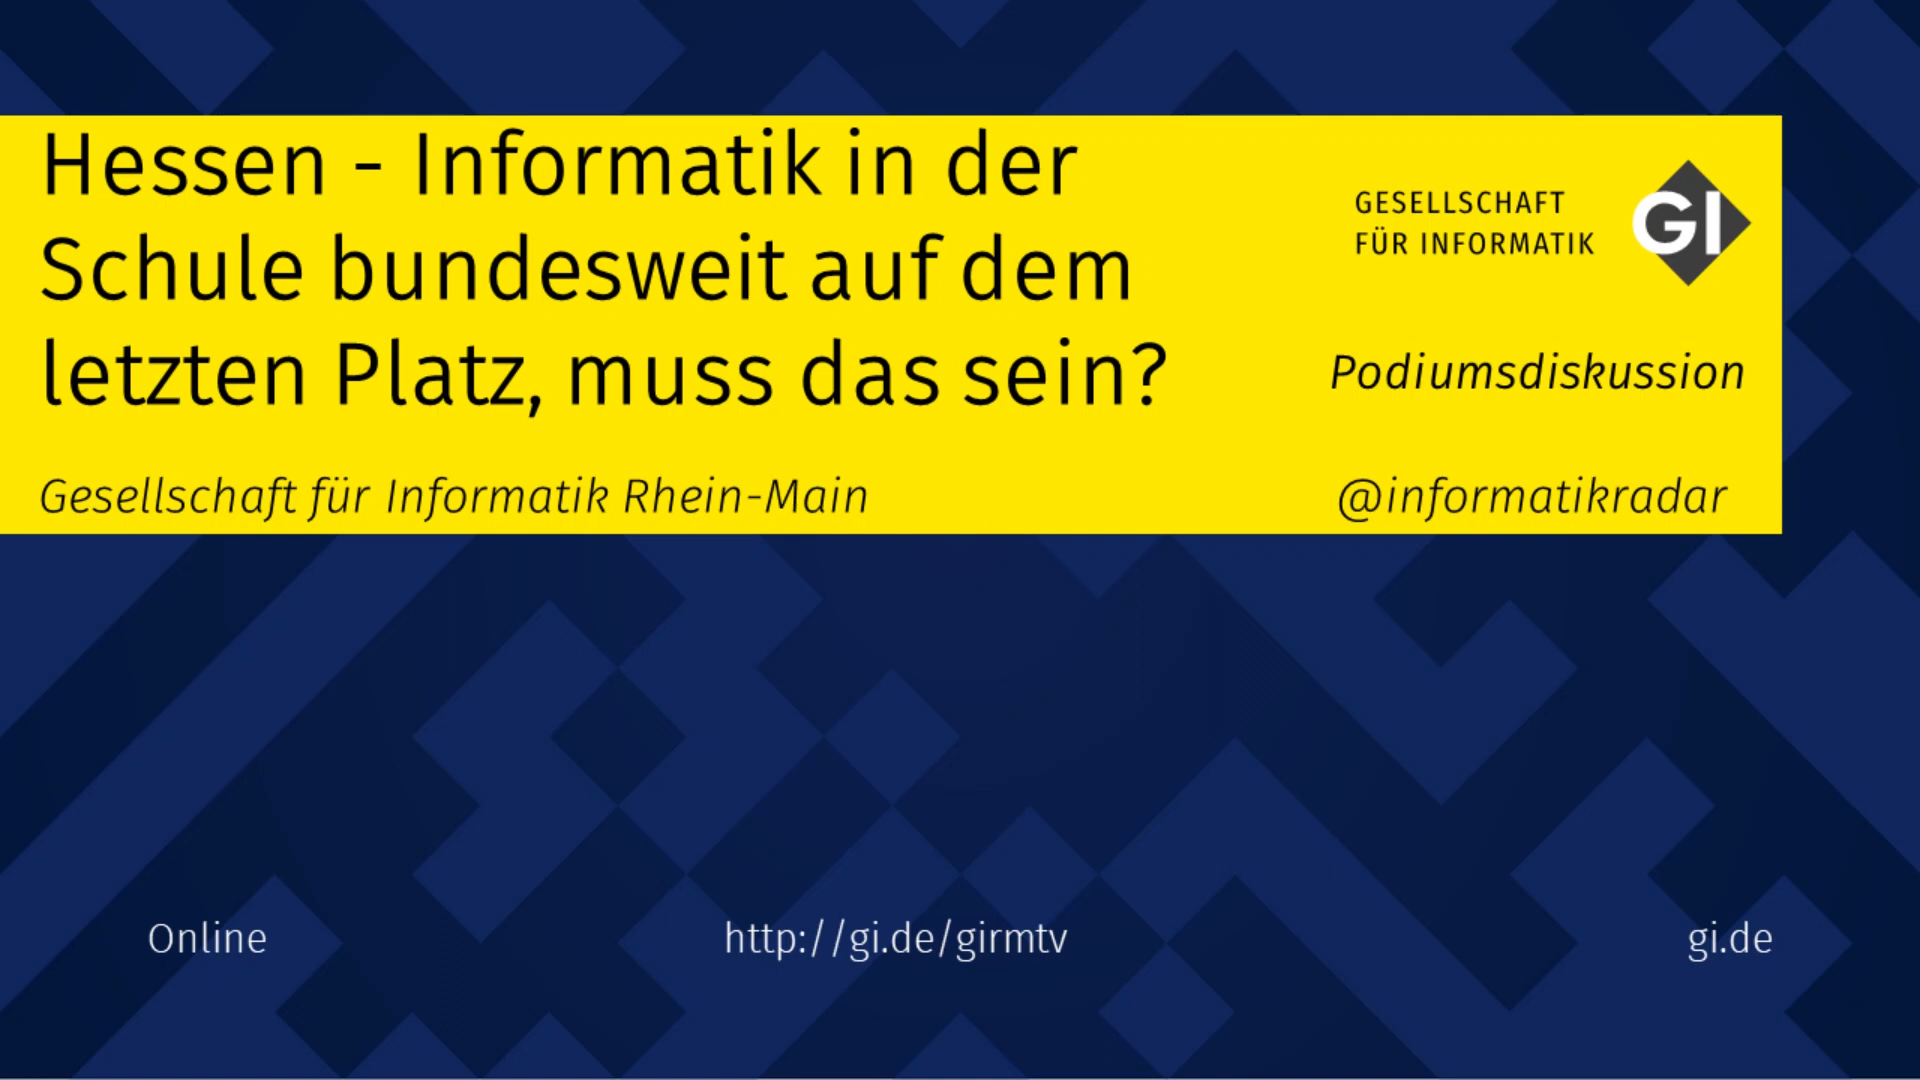 Hessen - Informatik in der
Schule bundesweit auf dem
letzten Platz, muss das sein?
Gesellschaft für Informatik Rhein-Main
GESELLSCHAFT
FÜR INFORMATIK
GI
Podiumsdiskussion
@informatikradar
Online
http://gi.de/girmtv
gi.de